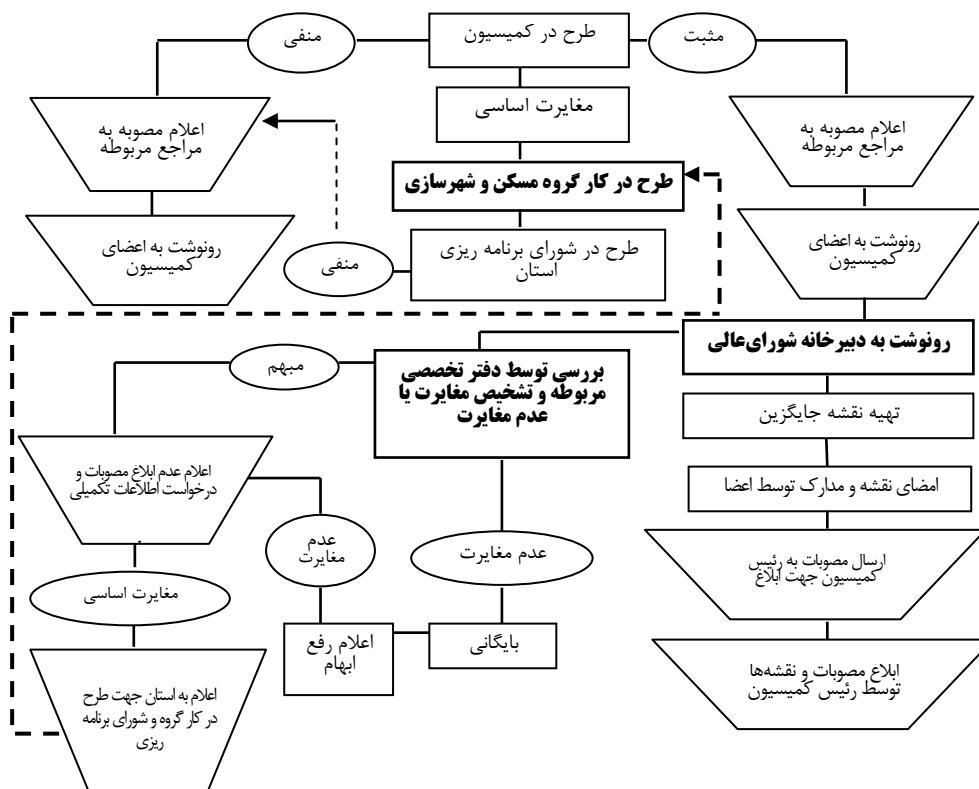 مثبت
طرح در کمیسیون
منفی
مغایرت اساسی
اعلام مصوبه به
مراجع مربوطه
اعلام مصوبه به
مراجع مربوطه
طرح در کار گروه مسکن و شهرسازی
رونوشت به اعضای
کمیسیون
طرح در شورای برنامه ریزی
استان
منفی
رونوشت به اعضای
کمیسیون
رونوشت به دبیرخانه شورای‌عالی
بررسی توسط دفتر تخصصی
مربوطه و تشخیص مغایرت یا
عدم مغایرت
مبهم
تهیه نقشه جایگزین
امضای نقشه و مدارک توسط اعضا
اعلام عدم ابلاغ مصوبات و
درخواست اطلاعات تکمیلی
.
عدم
مغایرت
عدم مغایرت
ارسال مصوبات به رئیس
کمیسیون جهت ابلاغ
مغایرت اساسی
بایگانی
اعلام رفع
ابهام
ابلاغ مصوبات و نقشه‌ها
توسط رئیس کمیسیون
اعلام به استان جهت طرح
در کار گروه و شورای برنامه
ریزی